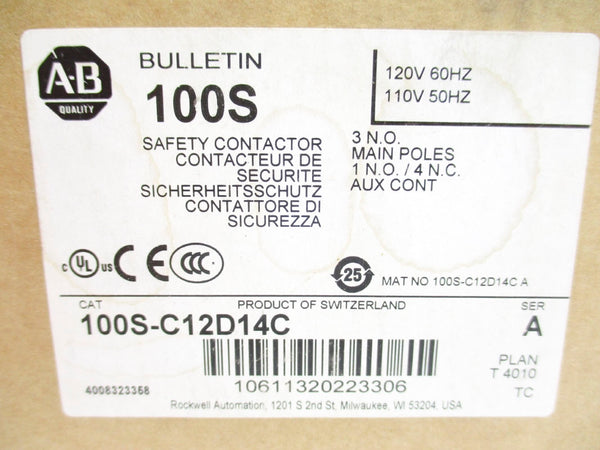 A-B
QUALITY
BULLETIN
100S
120V 60HZ
110V 50HZ
SAFETY CONTACTOR
CONTACTEUR DE
SECURITE
SICHERHEITSSCHUTZ
CONTATTORE DI
SICUREZZA
3 N.O.
MAIN POLES
1 N.O. / 4 N.C.
AUX CONT
c UL us CE CCC
25
MAT NO 100S-C12D14C A
CAT
PRODUCT OF SWITZERLAND
SER
100S-C12D14C
A
PLAN
T 4010
TC
10611320223306
4008323358
Rockwell Automation, 1201 S 2nd St, Milwaukee, WI 53204, USA